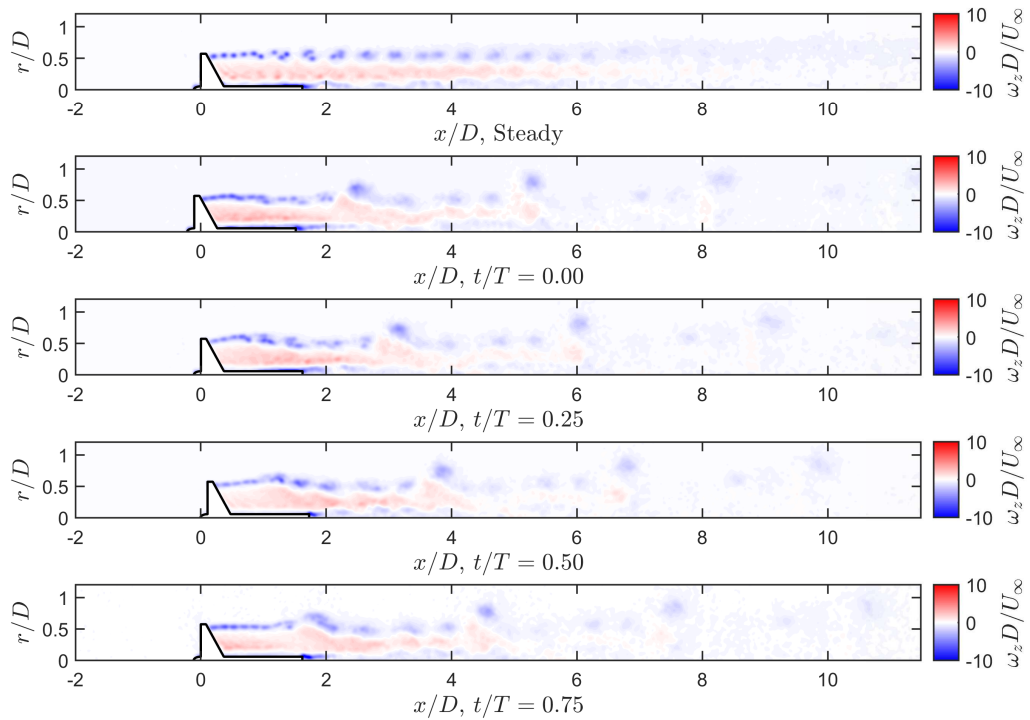 10
1
r/D
0.5
0
ω_z D/U_∞
0
-10
-2 0 2 4 6 8 10
x/D, Steady
10
1
r/D
0.5
0
ω_z D/U_∞
0
-10
-2 0 2 4 6 8 10
x/D, t/T = 0.00
10
1
r/D
0.5
0
ω_z D/U_∞
0
-10
-2 0 2 4 6 8 10
x/D, t/T = 0.25
10
1
r/D
0.5
0
ω_z D/U_∞
0
-10
-2 0 2 4 6 8 10
x/D, t/T = 0.50
10
1
r/D
0.5
0
ω_z D/U_∞
0
-10
-2 0 2 4 6 8 10
x/D, t/T = 0.75